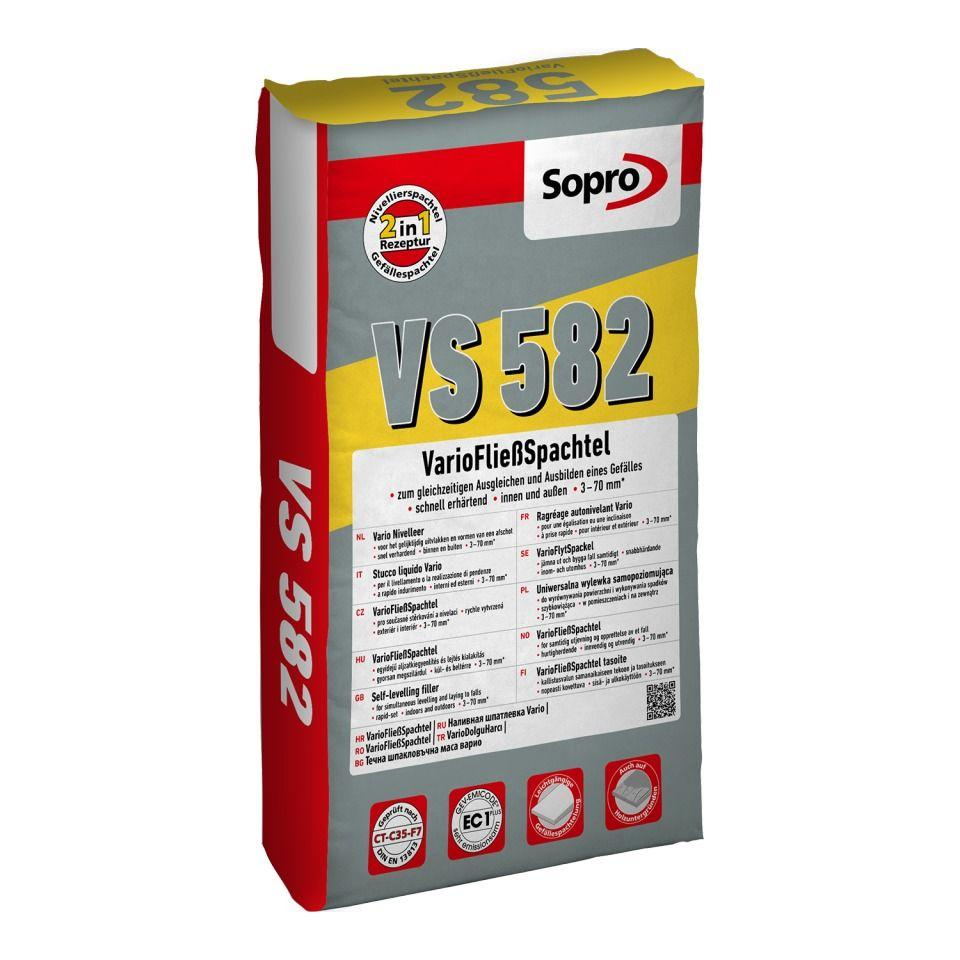 582
VarioFließSpachtel
Sopro
Nivellierspachtel
2 in 1
Rezeptur
Gefällespachtel
VS 582
VarioFließSpachtel
• zum gleichzeitigen Ausgleichen und Ausbilden eines Gefälles
• schnell erhärtend • innen und außen • 3–70 mm*
NL Vario Nivelleer
• voor het gelijktijdig uitvlakken en vormen van een afschot
• snel verhardend • binnen en buiten • 3–70 mm*
IT Stucco liquido Vario
• per il livellamento o la realizzazione di pendenze
• a rapido indurimento • interni ed esterni • 3–70 mm*
CZ VarioFließSpachtel
• pro současné stěrkování a nivelaci • rychle vytvrzená
• exteriér i interiér • 3–70 mm*
HU VarioFließSpachtel
• egyidejű aljzatkiegyenlítés és lejtés kialakítás
• gyorsan megszilárdul • kül- és beltérre • 3–70 mm*
GB Self-levelling filler
• for simultaneous levelling and laying to falls
• rapid-set • indoors and outdoors • 3–70 mm*
FR Ragréage autonivelant Vario
• pour une égalisation ou une inclinaison
• à prise rapide • pour intérieur et extérieur • 3–70 mm*
SE VarioFlytSpackel
• jämna ut och bygga fall samtidigt • snabbhärdande
• inom- och utomhus • 3–70 mm*
PL Uniwersalna wylewka samopoziomująca
• do wyrównywania powierzchni i wykonywania spadków
• szybkowiążąca • w pomieszczeniach i na zewnątrz
• 3–70 mm*
NO VarioFließSpachtel
• for samtidig utjevning og opprettelse av et fall
• hurtigherdende • innvendig og utvendig • 3–70 mm*
FI VarioFließSpachtel tasoite
• kallistusvalun samanaikaiseen tekoon ja tasoitukseen
• nopeasti kovettuva • sisä- ja ulkokäyttöön • 3–70 mm*
HR VarioFließSpachtel | RU Наливная шпатлевка Vario |
RO VarioFließSpachtel | TR VarioDolguHarcı |
BG Течна шпакловъчна маса варио
Geprüft nach
CT-C35-F7
DIN EN 13 813
GEV-EMICODE®
EC 1 PLUS
sehr emissionsarm
Leichtgängige
Gefällespachtelung
Auch auf
Holzuntergründen
VS 582